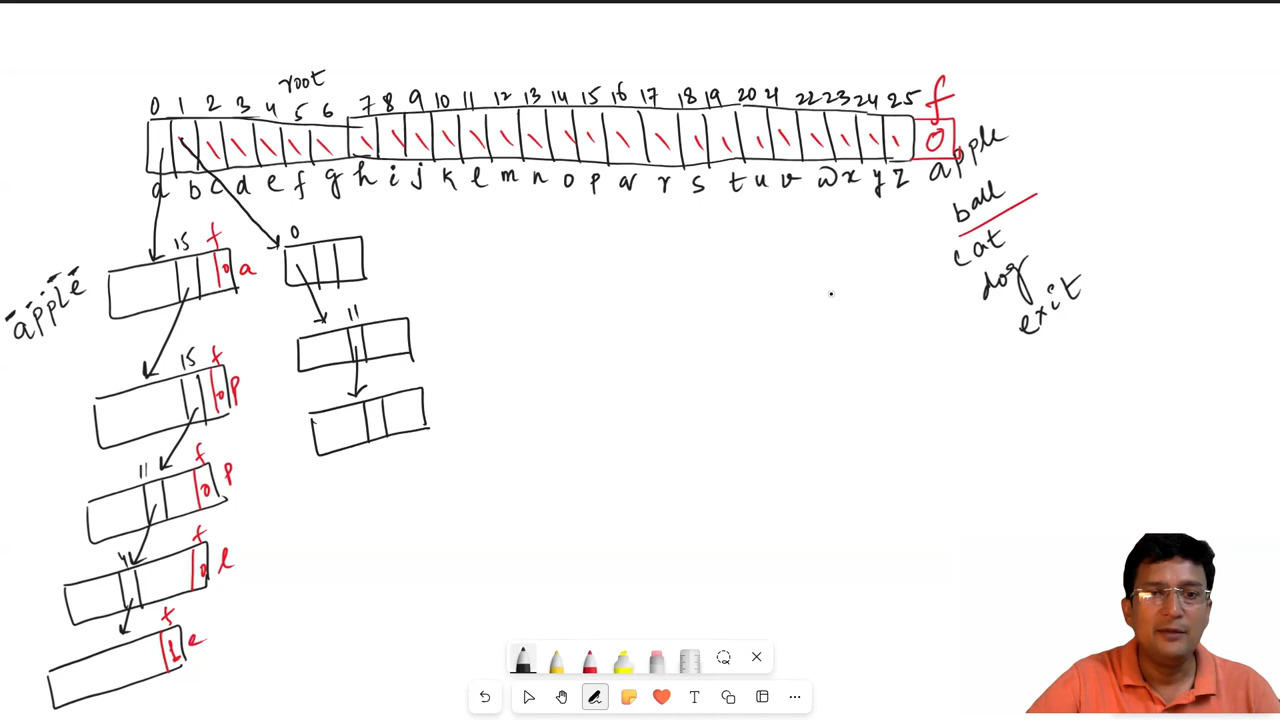 root
0 1 2 3 4 5 6 7 8 9 10 11 12 13 14 15 16 17 18 19 20 21 22 23 24 25 f
0
a b c d e f g h i j k l m n o p q r s t u v w x y z
apple
ball
cat
dog
exit
apple
15 f
0 a
15 f
0 p
11 f
0 p
4 f
0 l
f
1 e
0
11
T